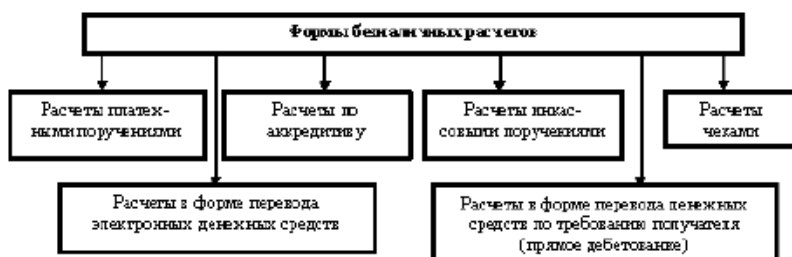 Формы безналичных расчетов
Расчеты платеж-
ными поручениями
Расчеты по
аккредитиву
Расчеты инкас-
совыми поручениями
Расчеты
чеками
Расчеты в форме перевода
электронных денежных средств
Расчеты в форме перевода денежных
средств по требованию получателя
(прямое дебетование)